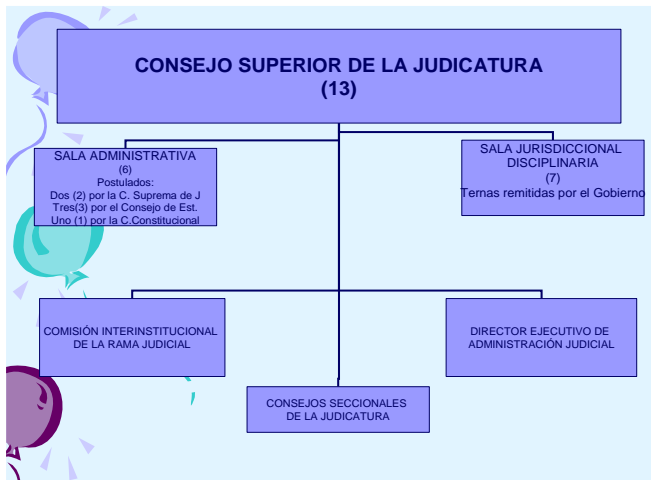 CONSEJO SUPERIOR DE LA JUDICATURA
(13)
SALA ADMINISTRATIVA
(6)
Postulados:
Dos (2) por la C. Suprema de J
Tres(3) por el Consejo de Est.
Uno (1) por la C.Constitucional
SALA JURISDICCIONAL
DISCIPLINARIA
(7)
Ternas remitidas por el Gobierno
COMISIÓN INTERINSTITUCIONAL
DE LA RAMA JUDICIAL
DIRECTOR EJECUTIVO DE
ADMINISTRACIÓN JUDICIAL
CONSEJOS SECCIONALES
DE LA JUDICATURA